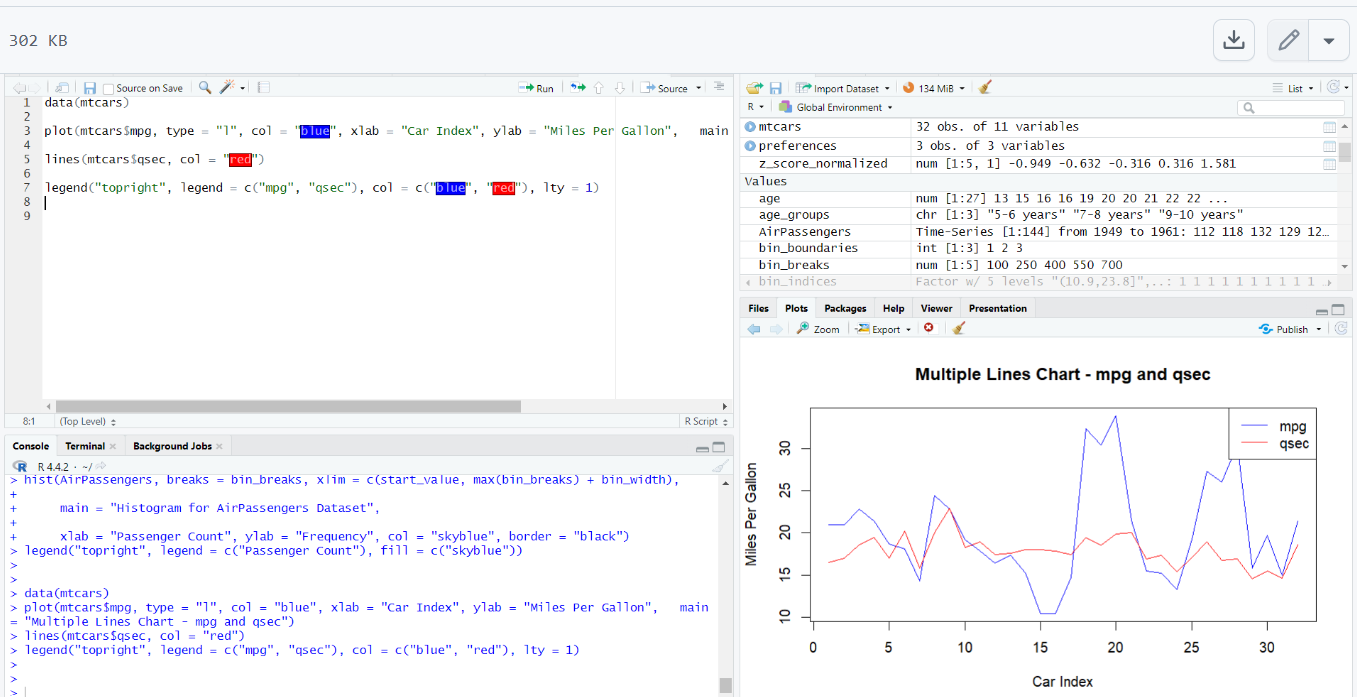 302 KB
Source on Save
Run
Source
1 data(mtcars)
2
3 plot(mtcars$mpg, type = "l", col = "blue", xlab = "Car Index", ylab = "Miles Per Gallon",   main
4
5 lines(mtcars$qsec, col = "red")
6
7 legend("topright", legend = c("mpg", "qsec"), col = c("blue", "red"), lty = 1)
8
9
8:1 (Top Level) R Script
Console Terminal Background Jobs
R 4.4.2 · ~/
> hist(AirPassengers, breaks = bin_breaks, xlim = c(start_value, max(bin_breaks) + bin_width),
+
+      main = "Histogram for AirPassengers Dataset",
+
+      xlab = "Passenger Count", ylab = "Frequency", col = "skyblue", border = "black")
> legend("topright", legend = c("Passenger Count"), fill = c("skyblue"))
>
>
> data(mtcars)
> plot(mtcars$mpg, type = "l", col = "blue", xlab = "Car Index", ylab = "Miles Per Gallon",   main
= "Multiple Lines Chart - mpg and qsec")
> lines(mtcars$qsec, col = "red")
> legend("topright", legend = c("mpg", "qsec"), col = c("blue", "red"), lty = 1)
>
>
>
Import Dataset 134 MiB List
R Global Environment
mtcars 32 obs. of 11 variables
preferences 3 obs. of 3 variables
z_score_normalized num [1:5, 1] -0.949 -0.632 -0.316 0.316 1.581
Values
age num [1:27] 13 15 16 16 19 20 20 21 22 22 ...
age_groups chr [1:3] "5-6 years" "7-8 years" "9-10 years"
AirPassengers Time-Series [1:144] from 1949 to 1961: 112 118 132 129 12…
bin_boundaries int [1:3] 1 2 3
bin_breaks num [1:5] 100 250 400 550 700
bin_indices Factor w/ 5 levels "(10.9,23.8]",..: 1 1 1 1 1 1 1 1 1 1 .
Files Plots Packages Help Viewer Presentation
Zoom Export Publish
Multiple Lines Chart - mpg and qsec
mpg
qsec
Miles Per Gallon
30
25
20
15
10
0 5 10 15 20 25 30
Car Index